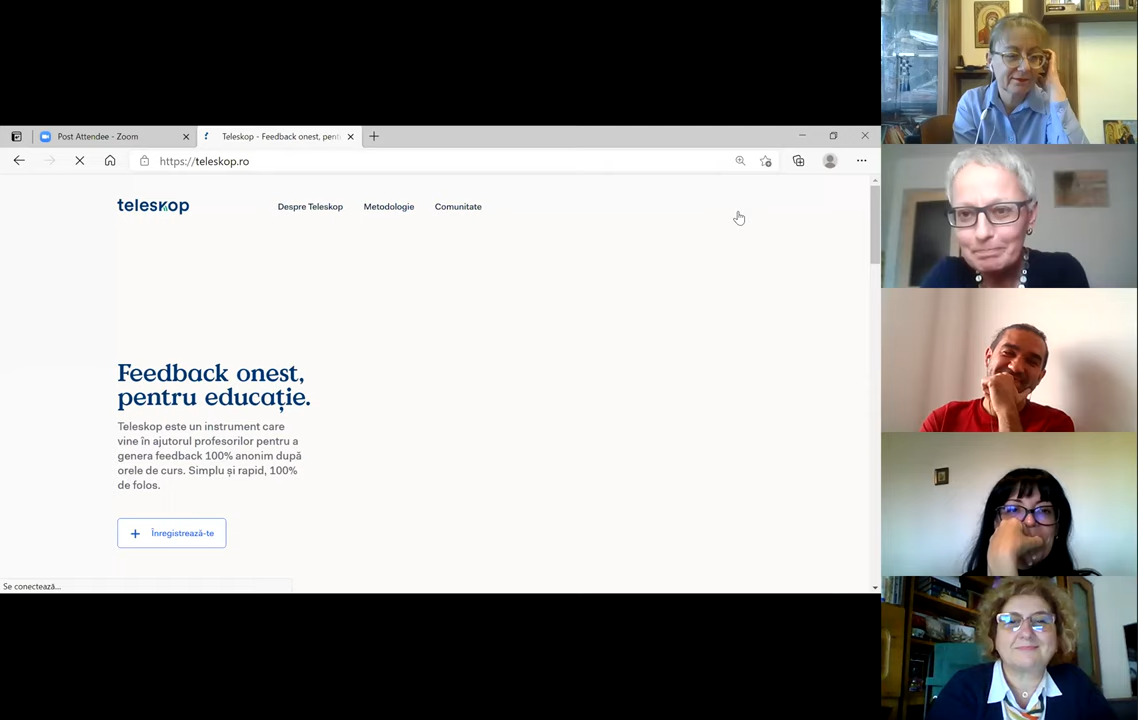 Post Attendee - Zoom
Teleskop - Feedback onest, pent
https://teleskop.ro
teleskop
Despre Teleskop
Metodologie
Comunitate
Feedback onest,
pentru educație.
Teleskop este un instrument care
vine în ajutorul profesorilor pentru a
genera feedback 100% anonim după
orele de curs. Simplu și rapid, 100%
de folos.
+ Înregistrează-te
Se conectează...